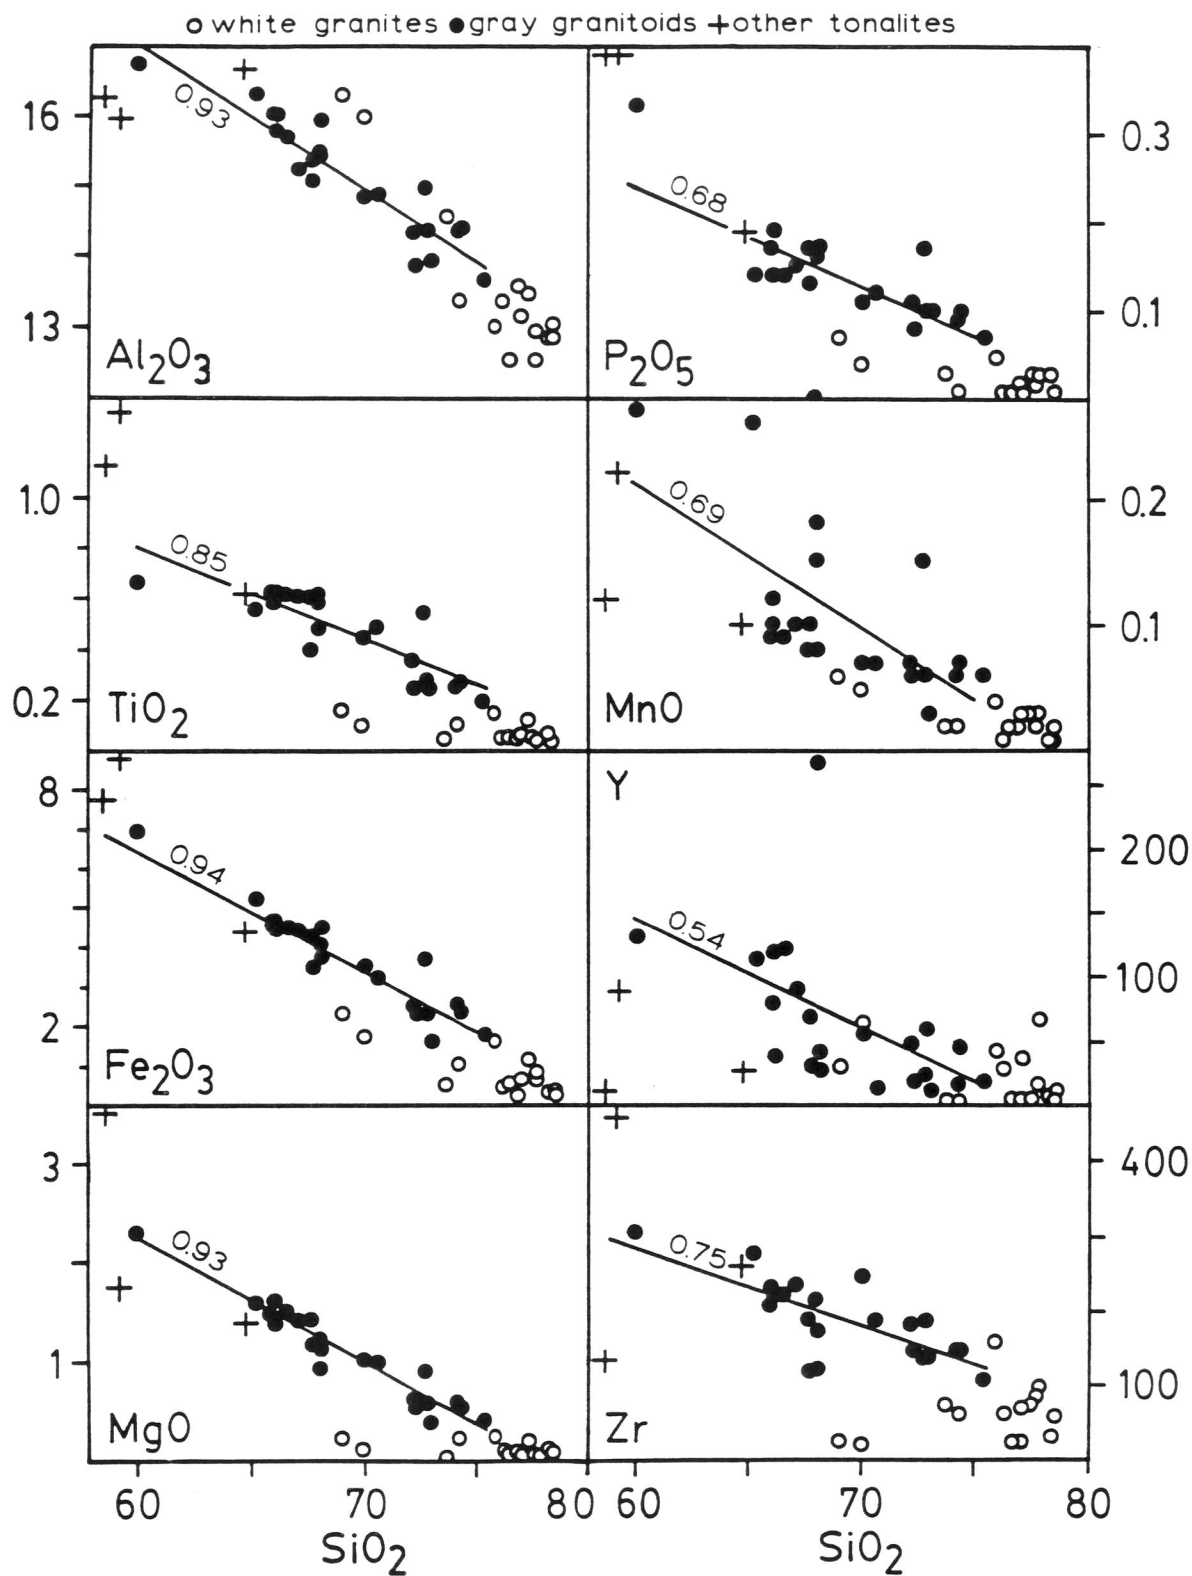 ○ white granites ● gray granitoids + other tonalites
0.93
16
13
Al₂O₃
0.68
0.3
0.1
P₂O₅
0.85
1.0
0.2
TiO₂
0.69
0.2
0.1
MnO
0.94
8
2
Fe₂O₃
Y
0.54
200
100
0.93
3
1
MgO
0.75
400
100
Zr
60 70 80 60 70 80
SiO₂ SiO₂